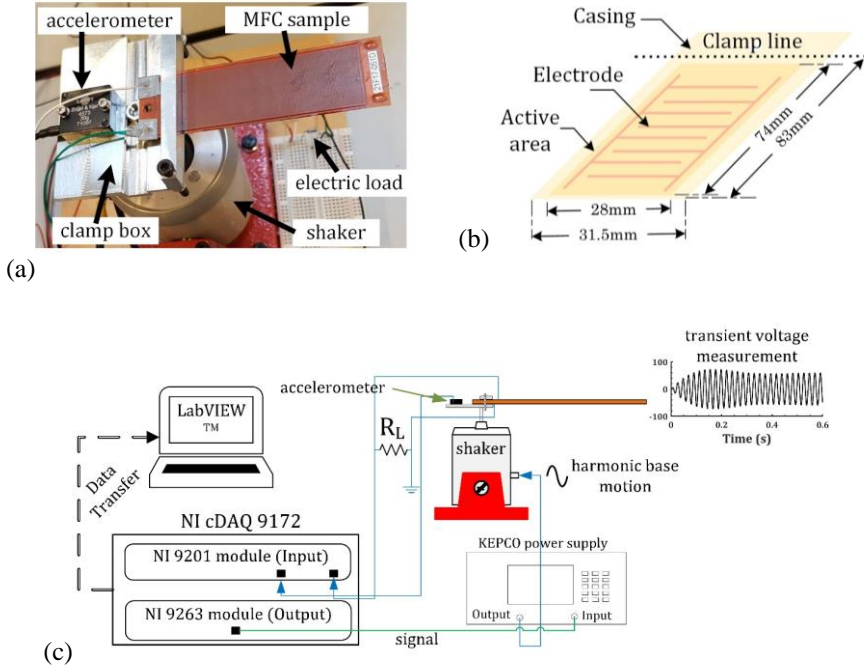 accelerometer
MFC sample
electric load
clamp box
shaker
(a)
Casing
Clamp line
Electrode
Active
area
74mm
83mm
28mm
31.5mm
(b)
transient voltage
measurement
100
0
-100
0
0.2
0.4
0.6
Time (s)
accelerometer
LabVIEW
TM
RL
shaker
harmonic base
motion
Data
Transfer
NI cDAQ 9172
NI 9201 module (Input)
KEPCO power supply
Output
Input
NI 9263 module (Output)
signal
(c)